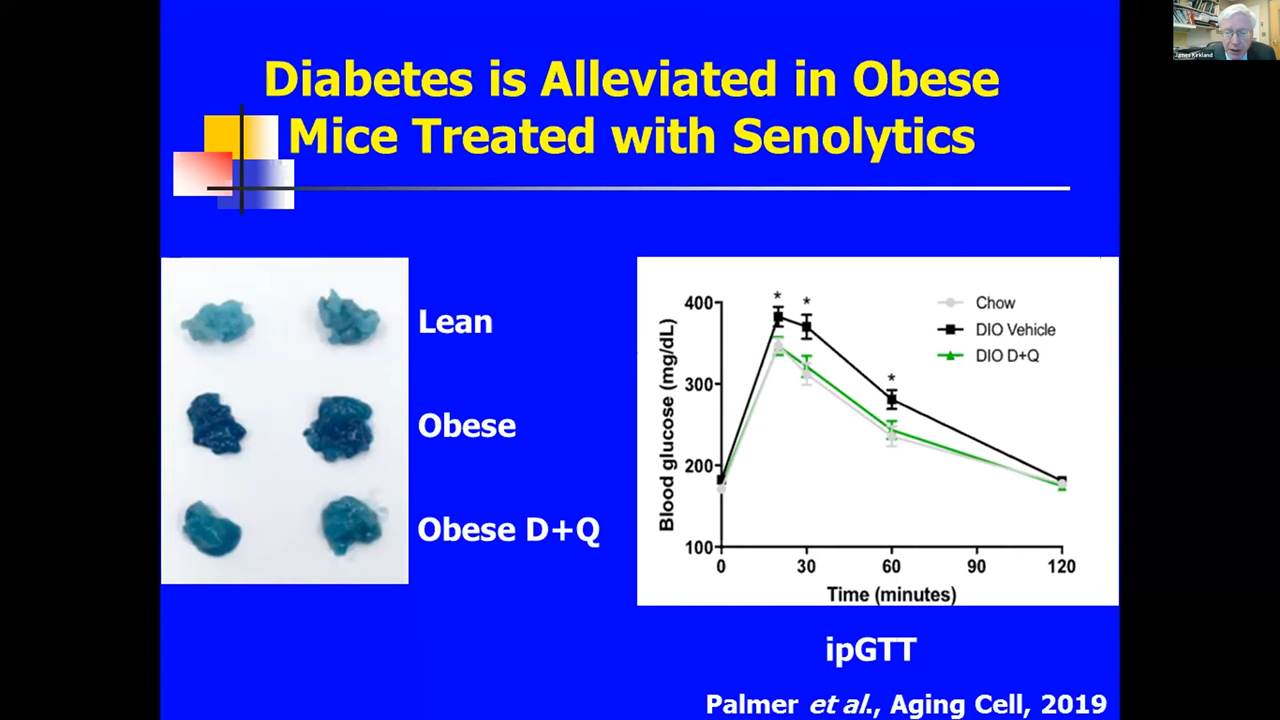 James Kirkland
Diabetes is Alleviated in Obese
Mice Treated with Senolytics
Lean
Obese
Obese D+Q
Blood glucose (mg/dL)
400
300
200
100
* * *
Chow
DIO Vehicle
DIO D+Q
0 30 60 90 120
Time (minutes)
ipGTT
Palmer et al., Aging Cell, 2019